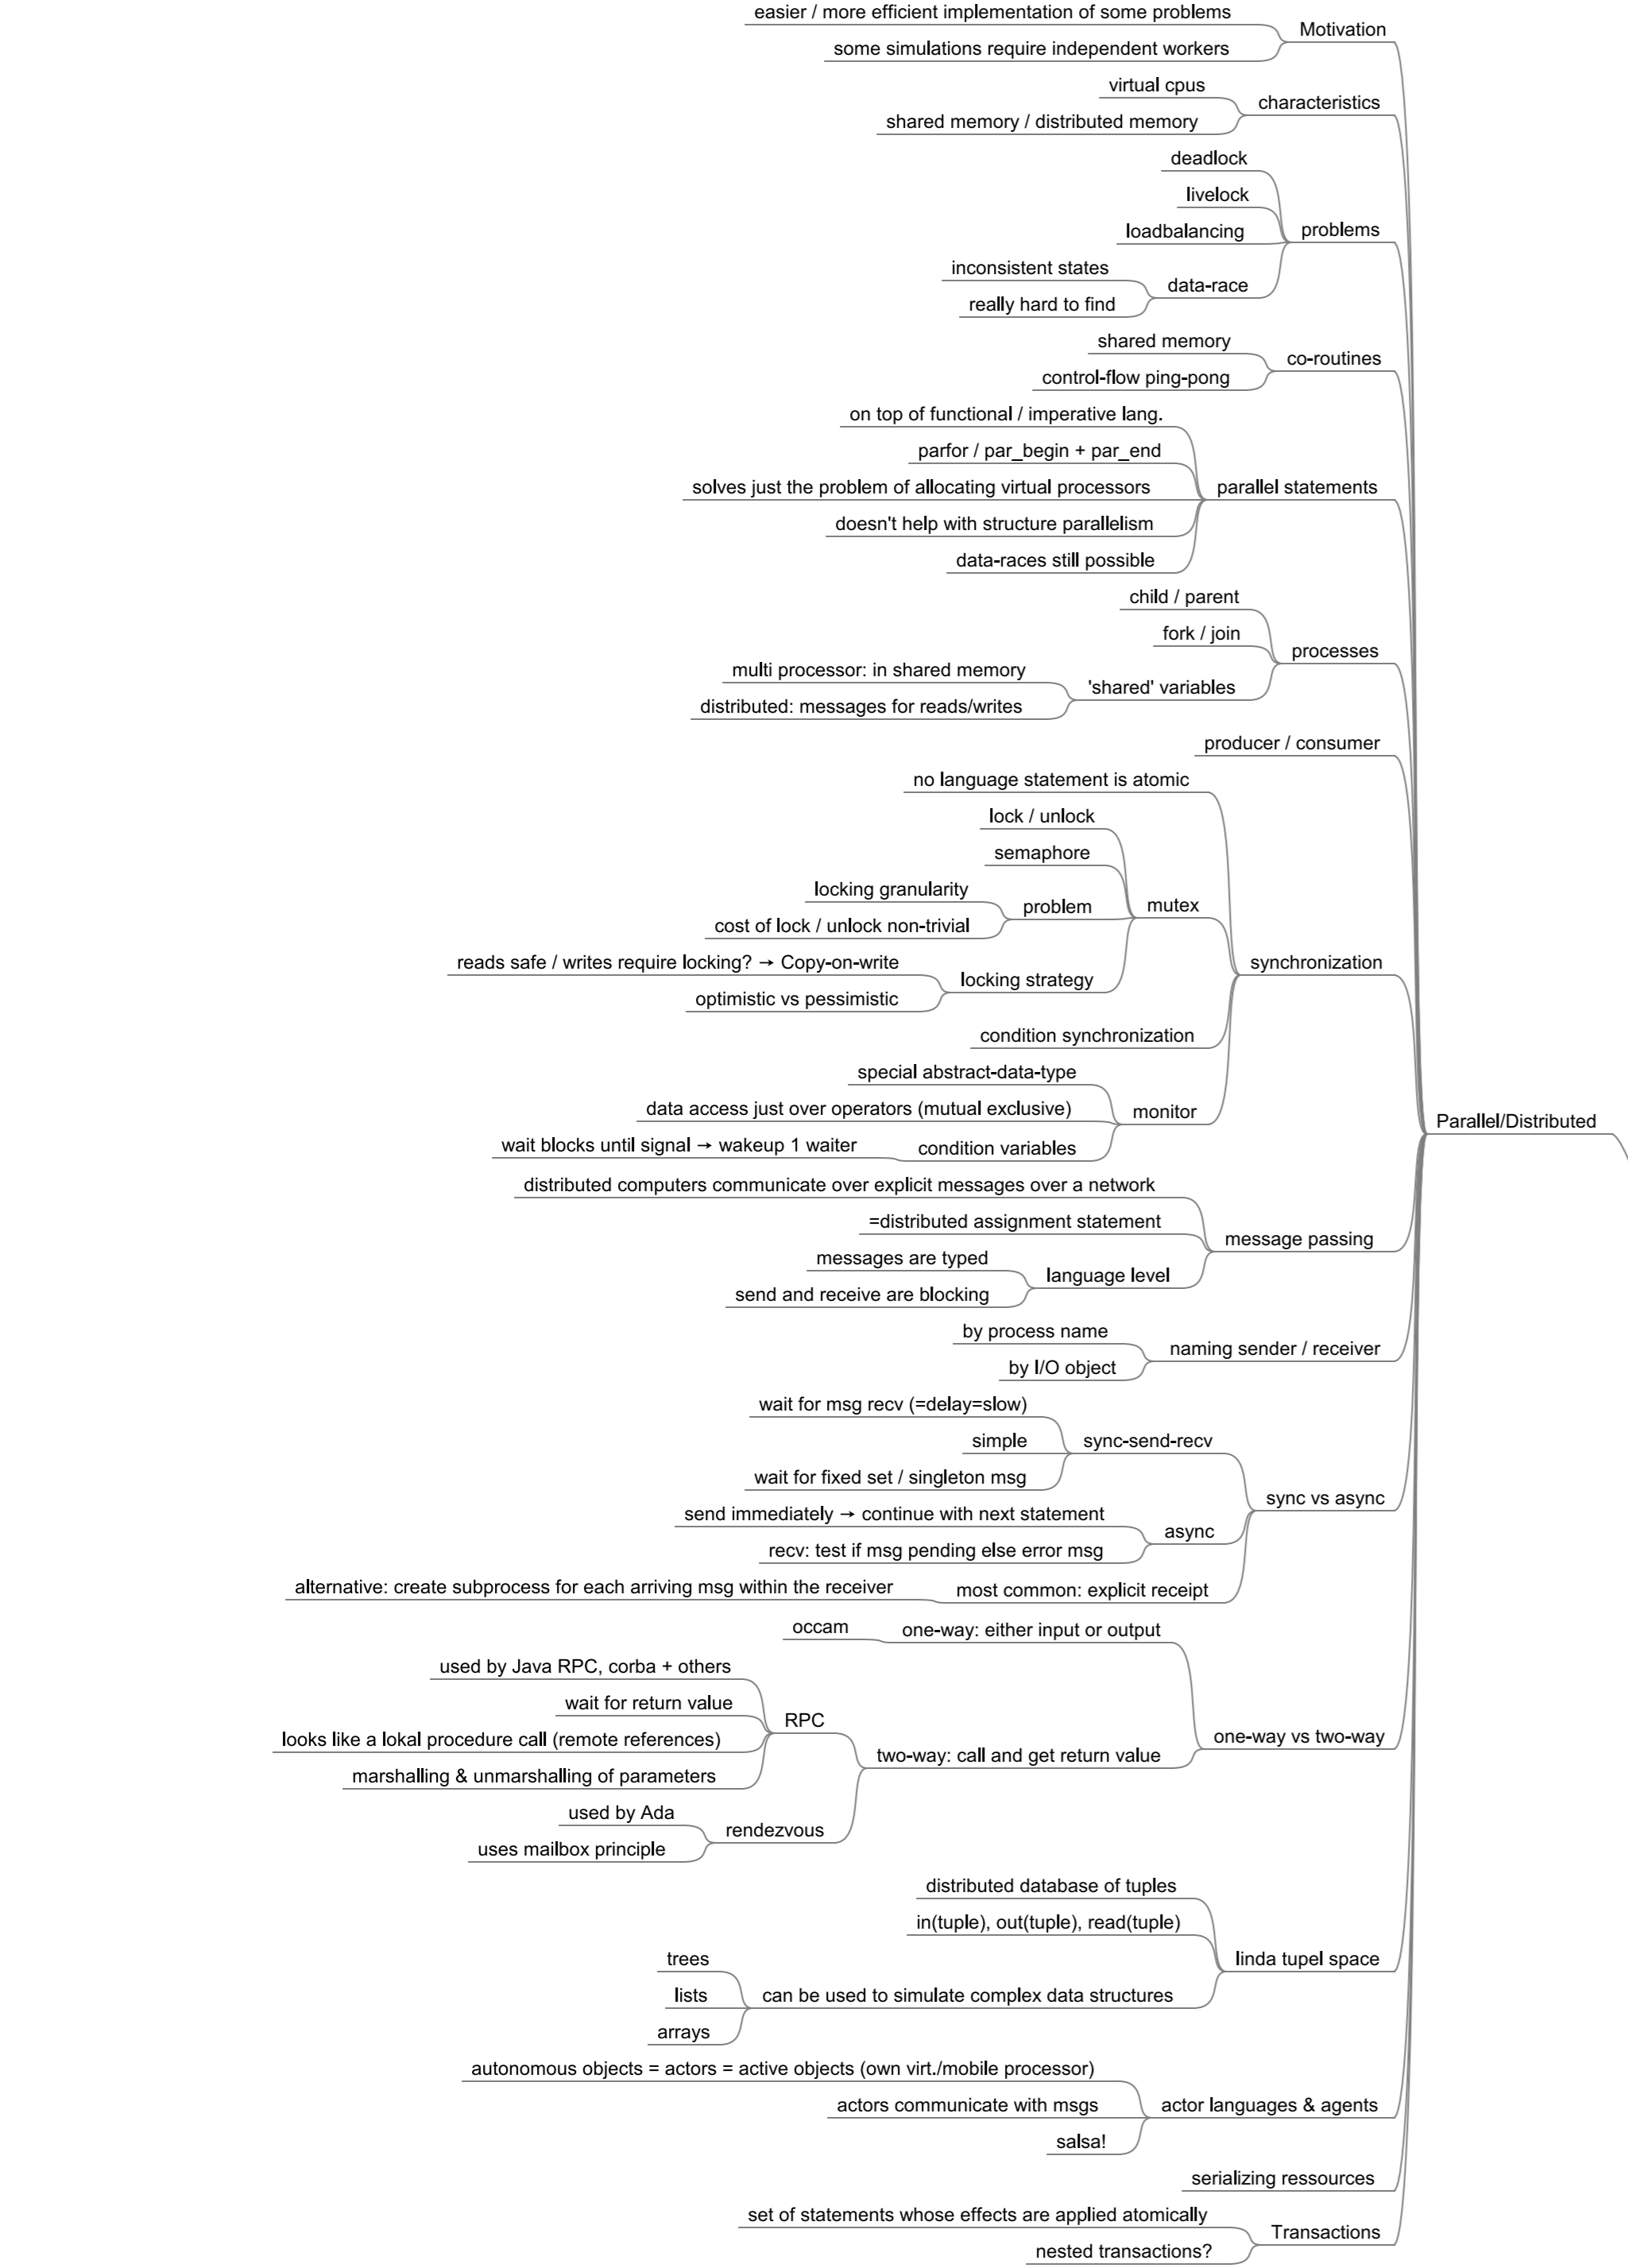 easier / more efficient implementation of some problems
Motivation
some simulations require independent workers
virtual cpus
characteristics
shared memory / distributed memory
deadlock
livelock
loadbalancing
problems
inconsistent states
data-race
really hard to find
shared memory
co-routines
control-flow ping-pong
on top of functional / imperative lang.
parfor / par_begin + par_end
solves just the problem of allocating virtual processors
parallel statements
doesn't help with structure parallelism
data-races still possible
child / parent
fork / join
processes
multi processor: in shared memory
'shared' variables
distributed: messages for reads/writes
producer / consumer
no language statement is atomic
lock / unlock
semaphore
locking granularity
problem
mutex
cost of lock / unlock non-trivial
reads safe / writes require locking? → Copy-on-write
synchronization
locking strategy
optimistic vs pessimistic
condition synchronization
special abstract-data-type
data access just over operators (mutual exclusive)
monitor
Parallel/Distributed
wait blocks until signal → wakeup 1 waiter
condition variables
distributed computers communicate over explicit messages over a network
=distributed assignment statement
message passing
messages are typed
language level
send and receive are blocking
by process name
naming sender / receiver
by I/O object
wait for msg recv (=delay=slow)
simple
sync-send-recv
wait for fixed set / singleton msg
sync vs async
send immediately → continue with next statement
async
recv: test if msg pending else error msg
alternative: create subprocess for each arriving msg within the receiver
most common: explicit receipt
occam
one-way: either input or output
used by Java RPC, corba + others
wait for return value
RPC
looks like a lokal procedure call (remote references)
one-way vs two-way
two-way: call and get return value
marshalling & unmarshalling of parameters
used by Ada
rendezvous
uses mailbox principle
distributed database of tuples
in(tuple), out(tuple), read(tuple)
trees
linda tupel space
lists
can be used to simulate complex data structures
arrays
autonomous objects = actors = active objects (own virt./mobile processor)
actors communicate with msgs
actor languages & agents
salsa!
serializing ressources
set of statements whose effects are applied atomically
Transactions
nested transactions?